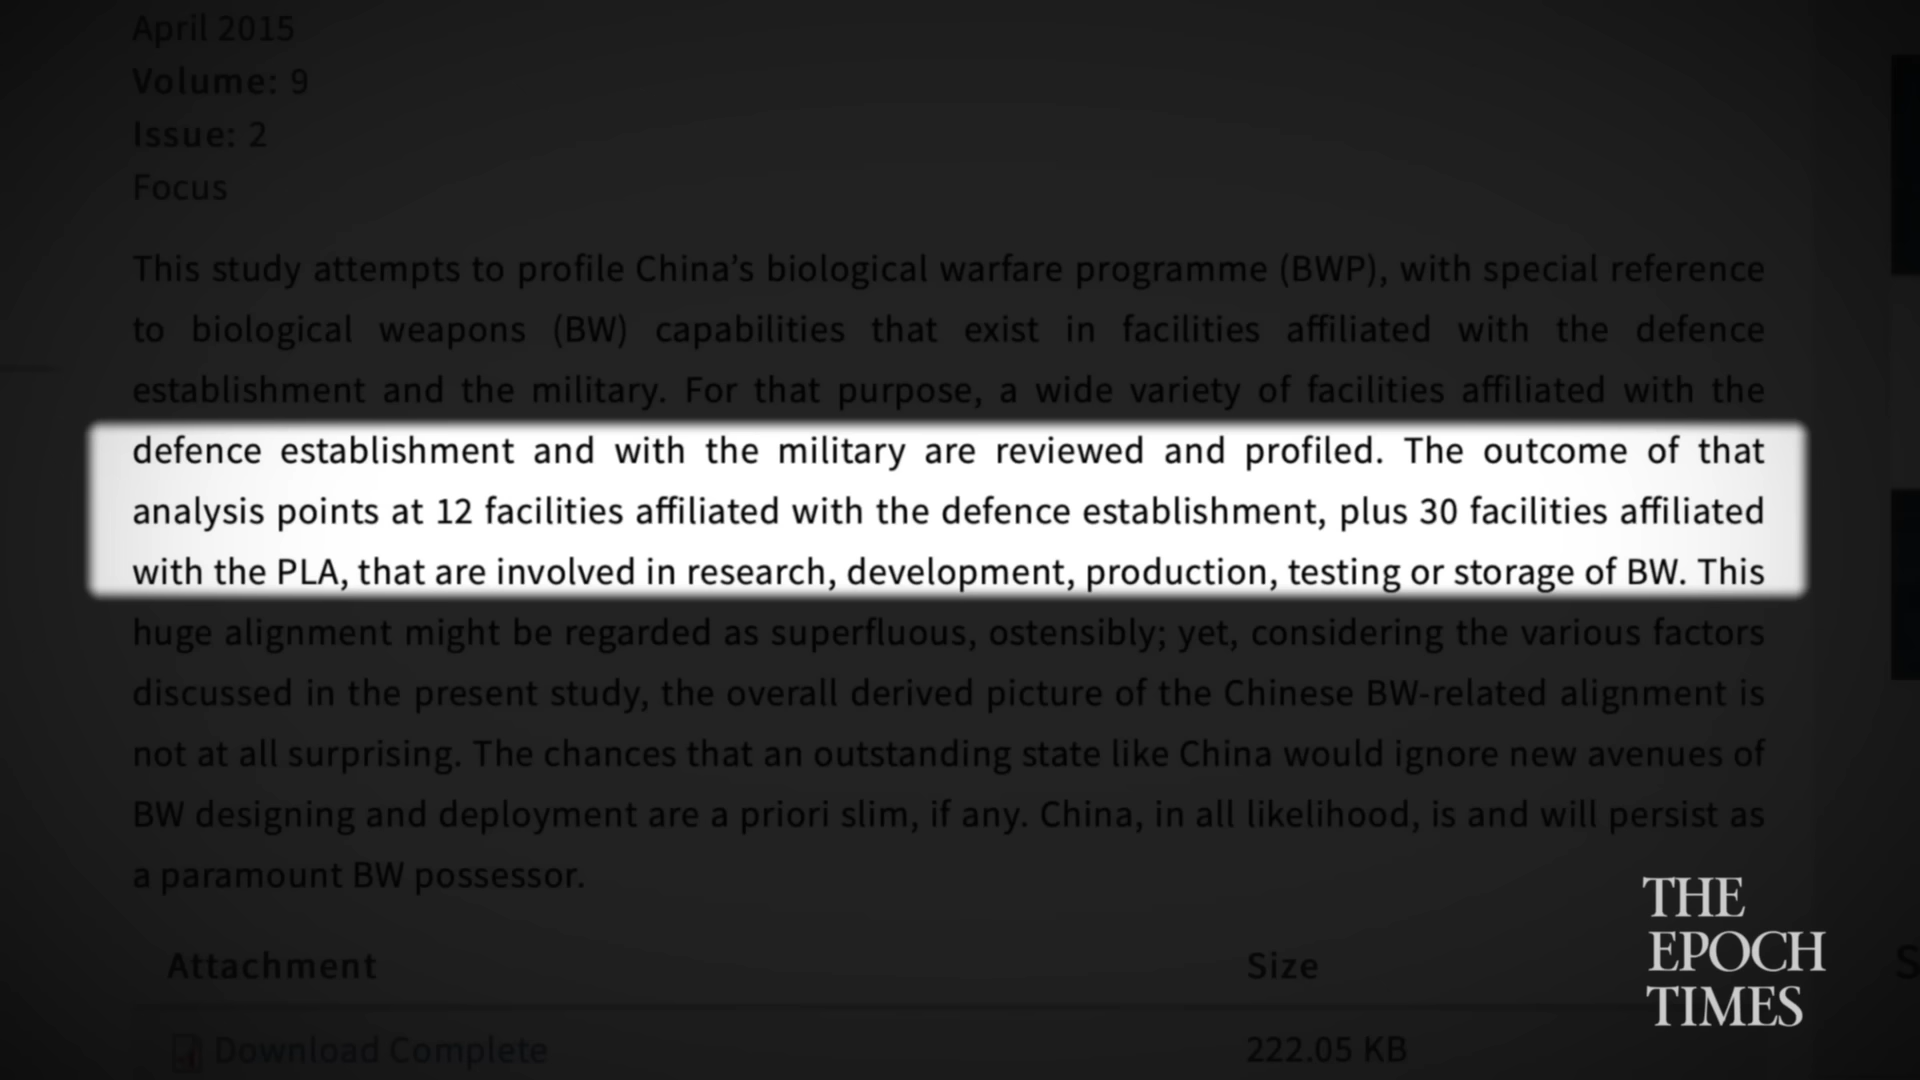 April 2015
Volume: 9
Issue: 2
Focus
This study attempts to profile China’s biological warfare programme (BWP), with special reference
to biological weapons (BW) capabilities that exist in facilities affiliated with the defence
establishment and the military. For that purpose, a wide variety of facilities affiliated with the
defence establishment and with the military are reviewed and profiled. The outcome of that
analysis points at 12 facilities affiliated with the defence establishment, plus 30 facilities affiliated
with the PLA, that are involved in research, development, production, testing or storage of BW. This
huge alignment might be regarded as superfluous, ostensibly; yet, considering the various factors
discussed in the present study, the overall derived picture of the Chinese BW-related alignment is
not at all surprising. The chances that an outstanding state like China would ignore new avenues of
BW designing and deployment are a priori slim, if any. China, in all likelihood, is and will persist as
a paramount BW possessor.
Attachment Size
Download Complete 222.05 KB
THE
EPOCH
TIMES